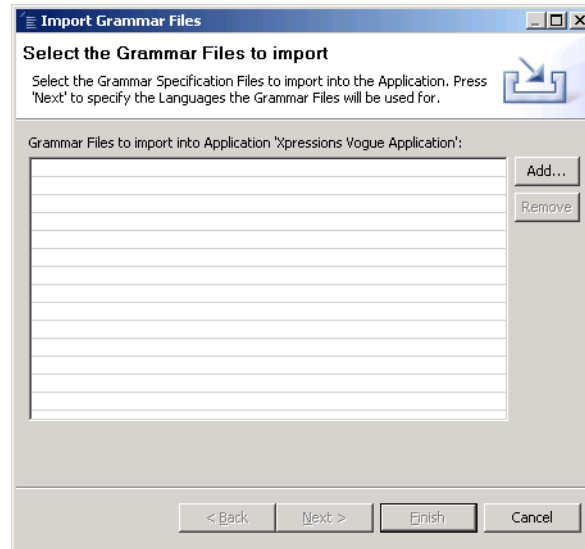 Import Grammar Files
Select the Grammar Files to import
Select the Grammar Specification Files to import into the Application. Press
'Next' to specify the Languages the Grammar Files will be used for.
Grammar Files to import into Application 'Xpressions Vogue Application':
Add...
Remove
< Back
Next >
Finish
Cancel